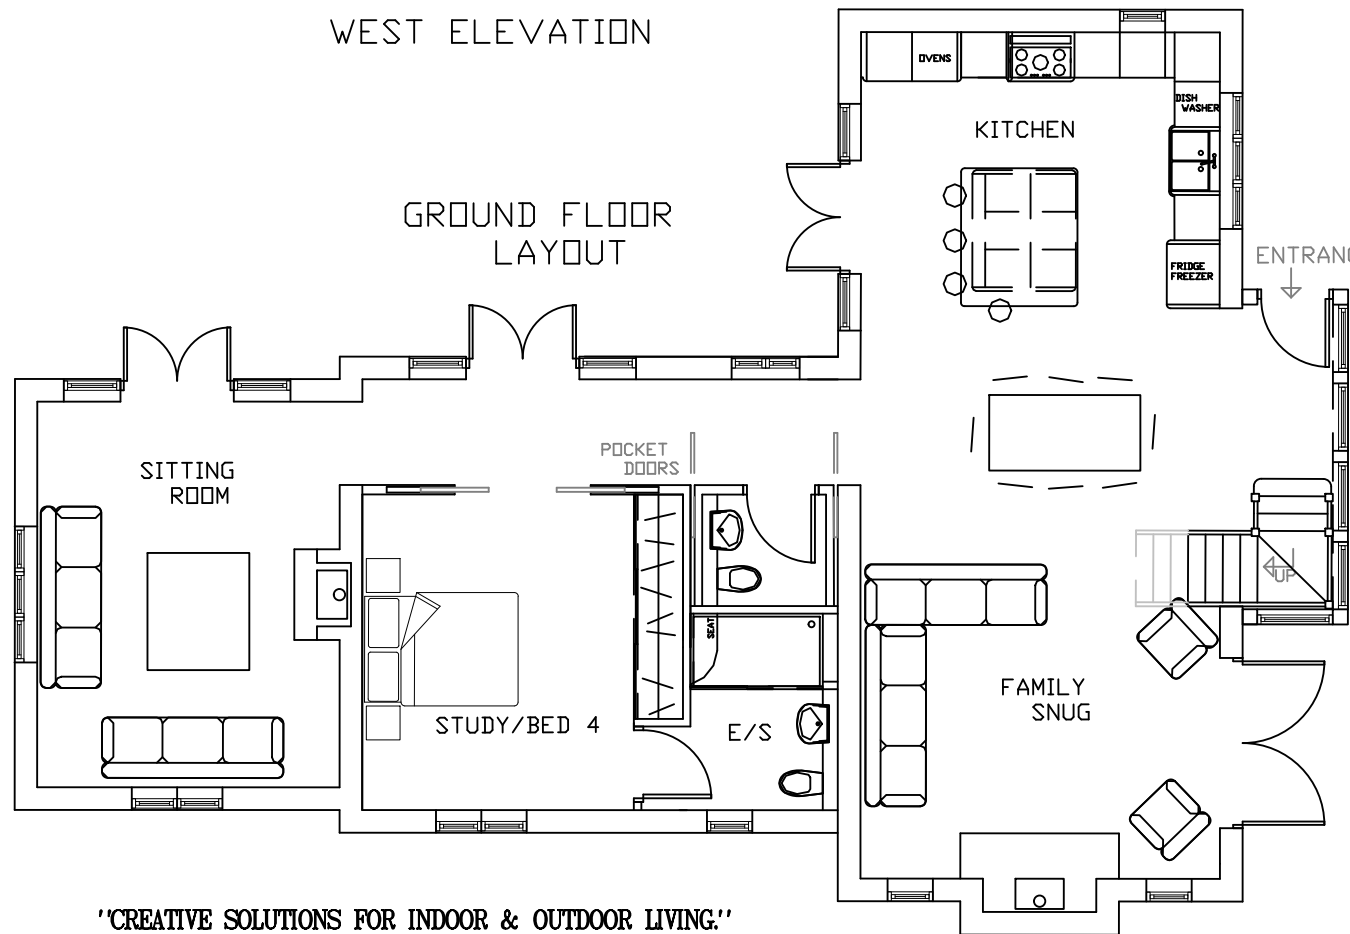 WEST ELEVATION
OVENS
DISH
WASHER
KITCHEN
GROUND FLOOR
LAYOUT
ENTRANC
FRIDGE
FREEZER
POCKET
DOORS
SITTING
ROOM
UP
SEAT
FAMILY
SNUG
STUDY/BED 4
E/S
"CREATIVE SOLUTIONS FOR INDOOR & OUTDOOR LIVING."